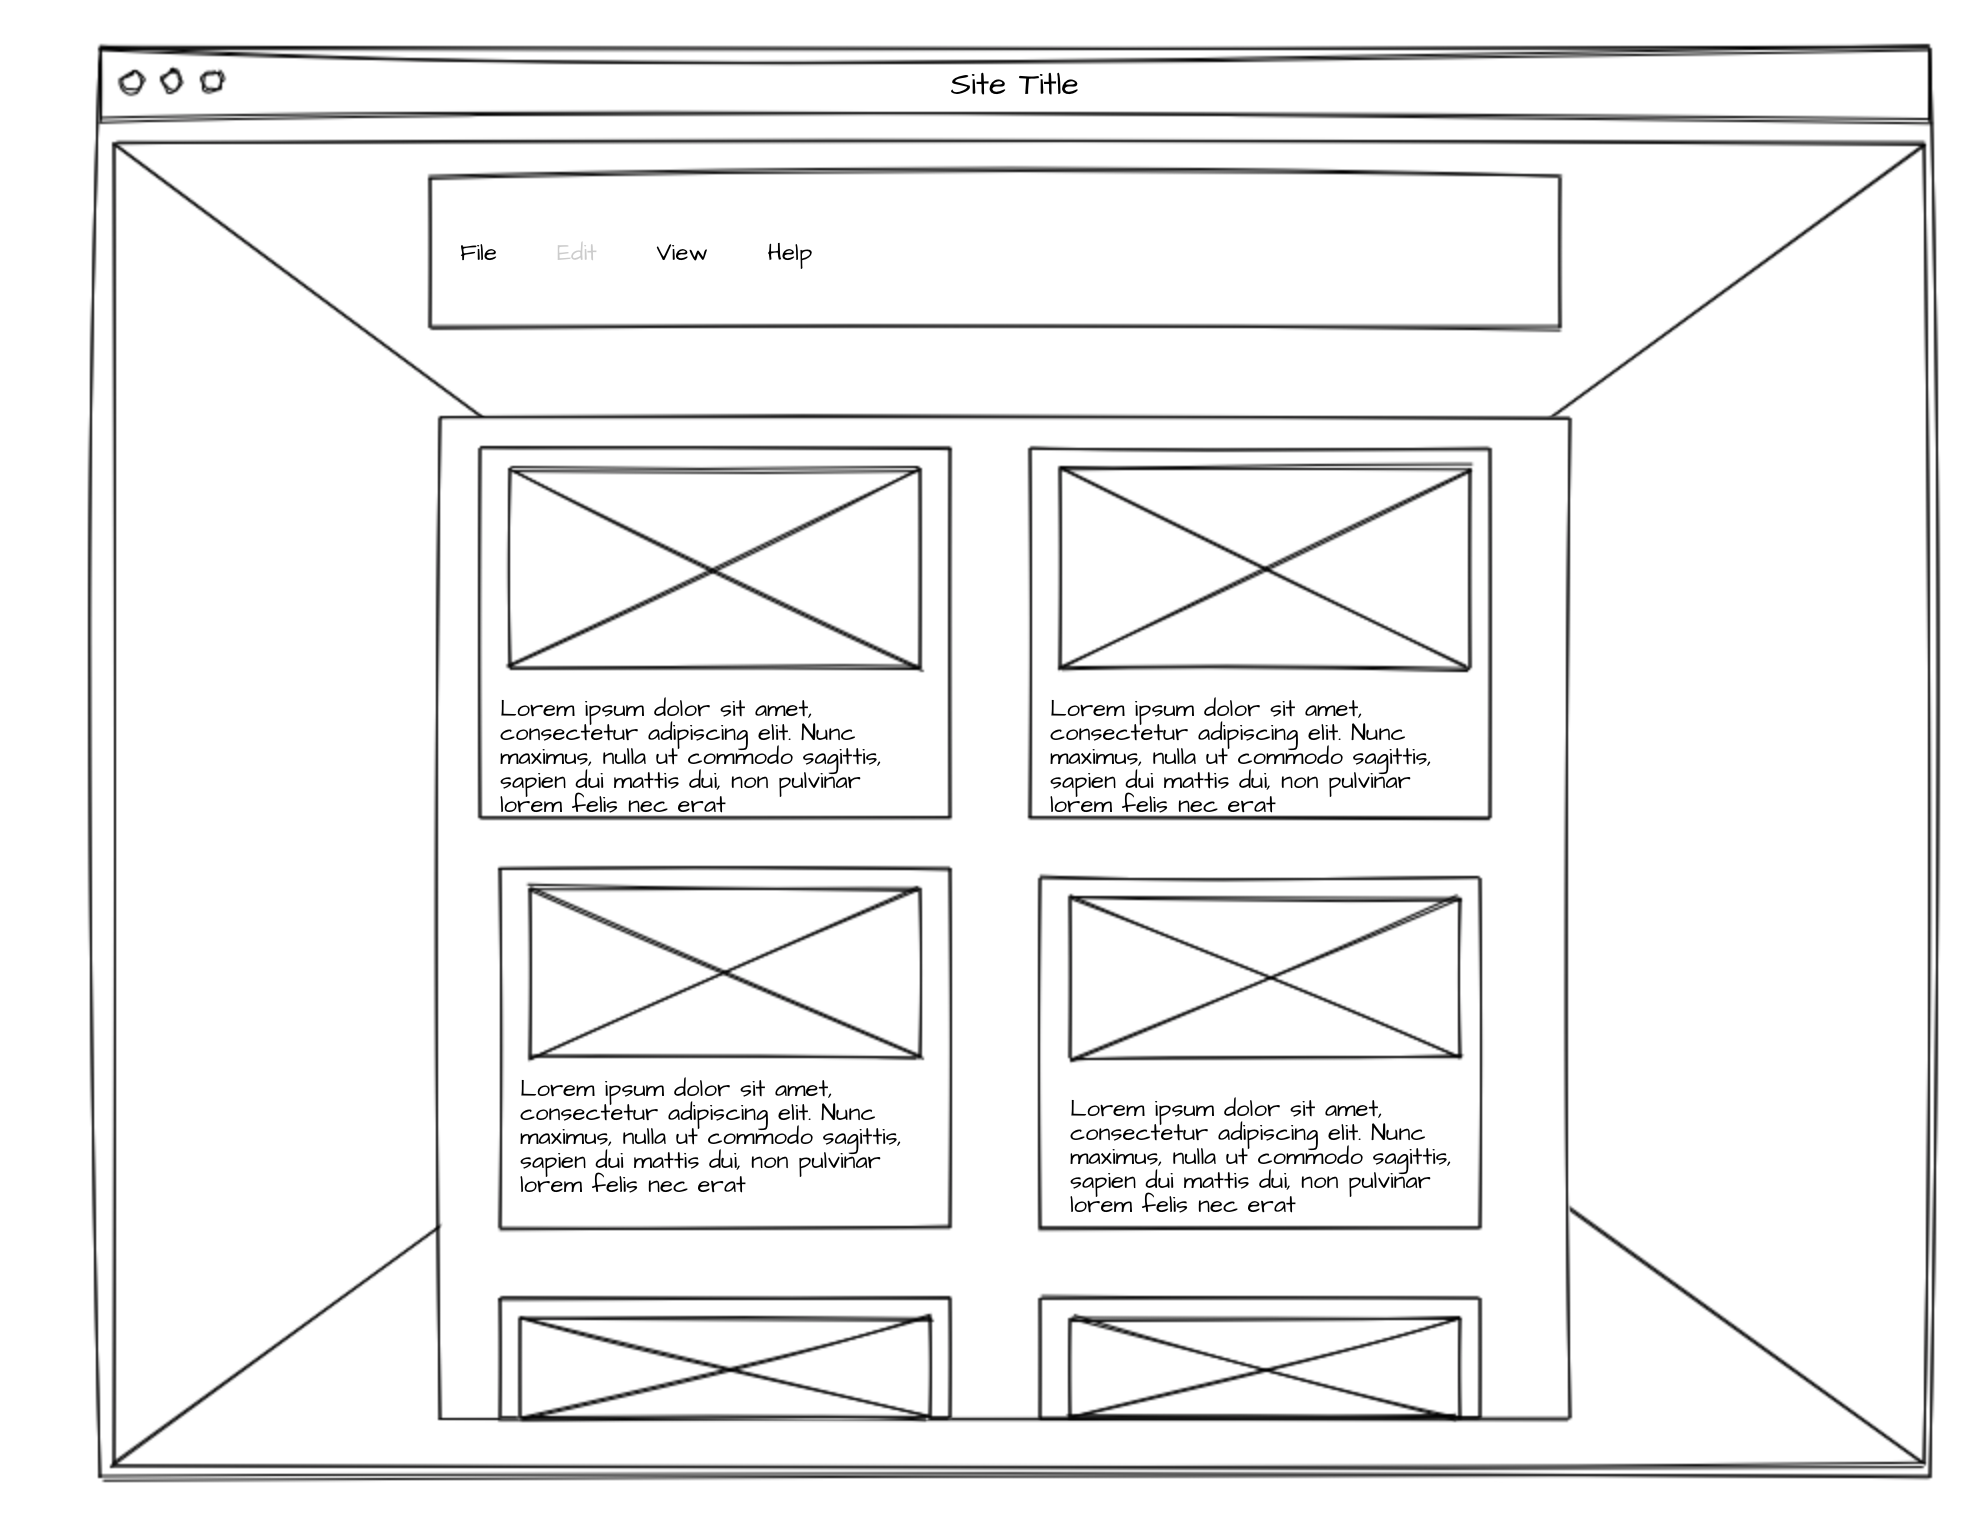 Site Title
File Edit View Help
Lorem ipsum dolor sit amet,
consectetur adipiscing elit. Nunc
maximus, nulla ut commodo sagittis,
sapien dui mattis dui, non pulvinar
lorem felis nec erat
Lorem ipsum dolor sit amet,
consectetur adipiscing elit. Nunc
maximus, nulla ut commodo sagittis,
sapien dui mattis dui, non pulvinar
lorem felis nec erat
Lorem ipsum dolor sit amet,
consectetur adipiscing elit. Nunc
maximus, nulla ut commodo sagittis,
sapien dui mattis dui, non pulvinar
lorem felis nec erat
Lorem ipsum dolor sit amet,
consectetur adipiscing elit. Nunc
maximus, nulla ut commodo sagittis,
sapien dui mattis dui, non pulvinar
lorem felis nec erat